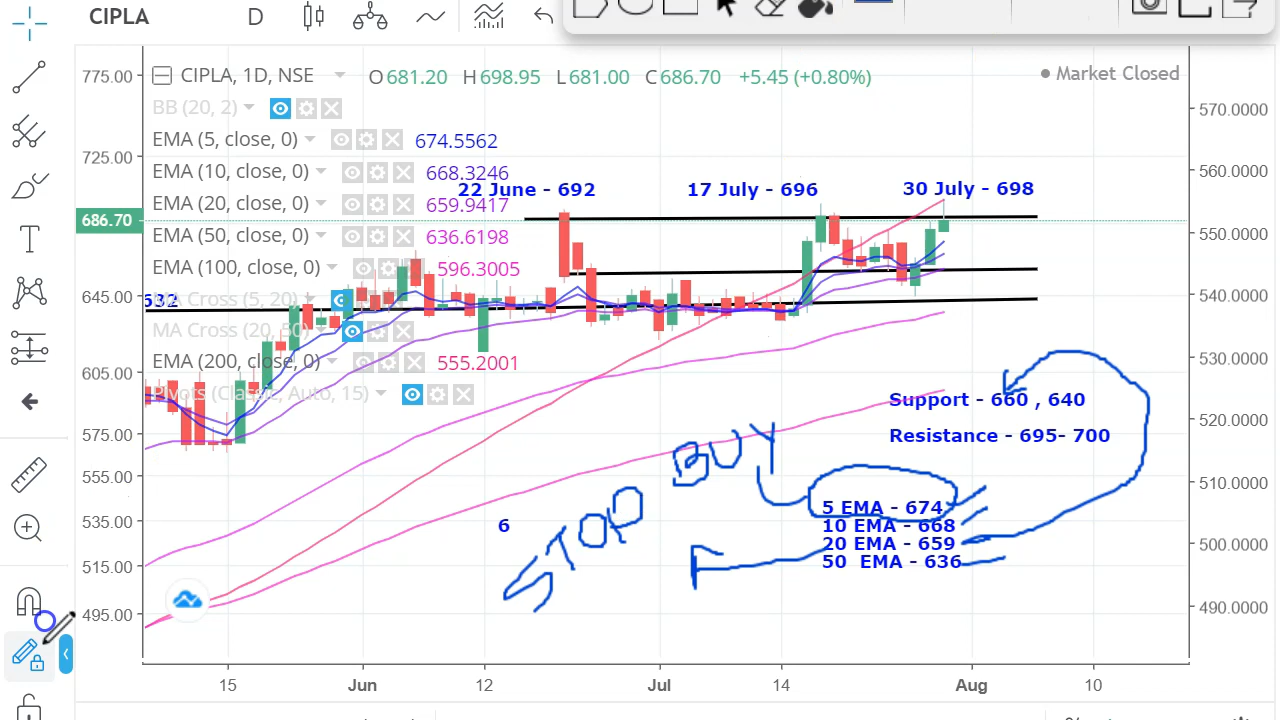 CIPLA D
775.00 CIPLA, 1D, NSE O681.20 H698.95 L681.00 C686.70 +5.45 (+0.80%) Market Closed
BB (20, 2) 570.0000
EMA (5, close, 0) 674.5562
725.00 560.0000
EMA (10, close, 0) 668.3246
22 June - 692 17 July - 696 30 July - 698
EMA (20, close, 0) 659.9417
686.70
EMA (50, close, 0) 636.6198 550.0000
EMA (100, close, 0) 596.3005
645.00 632 MA Cross (5, 20) 540.0000
MA Cross (20, 50)
EMA (200, close, 0) 555.2001 530.0000
605.00
Pivots (Classic, Auto, 15)
Support - 660 , 640
575.00 Resistance - 695- 700 520.0000
BUY
555.00 510.0000
STOP
5 EMA - 674
535.00 6 10 EMA - 668
20 EMA - 659 500.0000
515.00 50 EMA - 636
495.00 490.0000
15 Jun 12 Jul 14 Aug 10